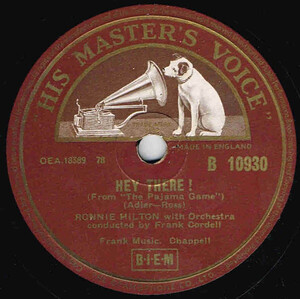 "HIS MASTER'S VOICE"
MADE IN ENGLAND
OEA.18589 78
B 10930
HEY THERE !
(From "The Pajama Game")
(Adler—Ross)
RONNIE HILTON with Orchestra
conducted by Frank Cordell
Frank Music. Chappell
B·I·E·M